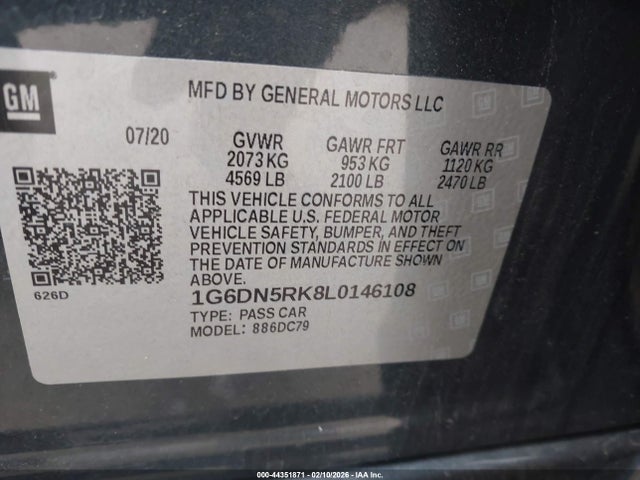 GM
MFD BY GENERAL MOTORS LLC
07/20 GVWR GAWR FRT GAWR RR
2073 KG 953 KG 1120 KG
4569 LB 2100 LB 2470 LB
THIS VEHICLE CONFORMS TO ALL
APPLICABLE U.S. FEDERAL MOTOR
VEHICLE SAFETY, BUMPER, AND THEFT
PREVENTION STANDARDS IN EFFECT ON
THE DATE OF MANUFACTURE SHOWN
ABOVE.
626D
1G6DN5RK8L0146108
TYPE: PASS CAR
MODEL: 886DC79
000-44351871 - 02/10/2026 - IAA Inc.